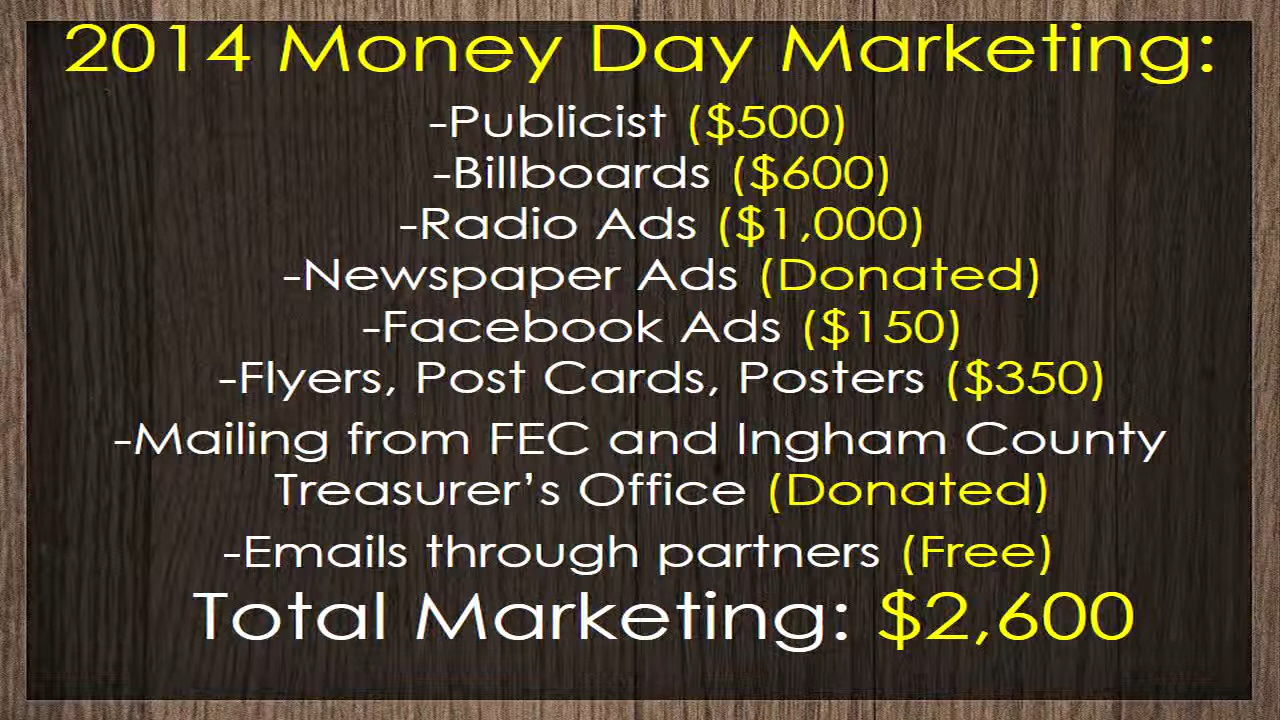 2014 Money Day Marketing:
-Publicist ($500)
-Billboards ($600)
-Radio Ads ($1,000)
-Newspaper Ads (Donated)
-Facebook Ads ($150)
-Flyers, Post Cards, Posters ($350)
-Mailing from FEC and Ingham County
Treasurer’s Office (Donated)
-Emails through partners (Free)
Total Marketing: $2,600